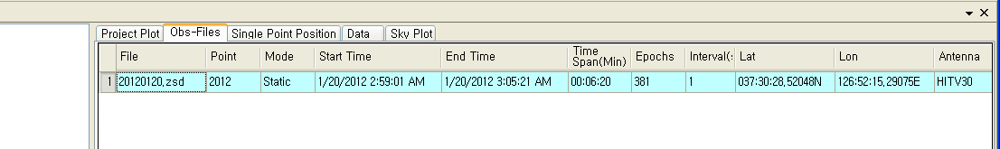 Project Plot Obs-Files Single Point Position Data Sky Plot
File Point Mode Start Time End Time Time Span(Min) Epochs Interval(s Lat Lon Antenna
1 20120120.zsd 2012 Static 1/20/2012 2:59:01 AM 1/20/2012 3:05:21 AM 00:06:20 381 1 037:30:28.52048N 126:52:15.29075E HITV30